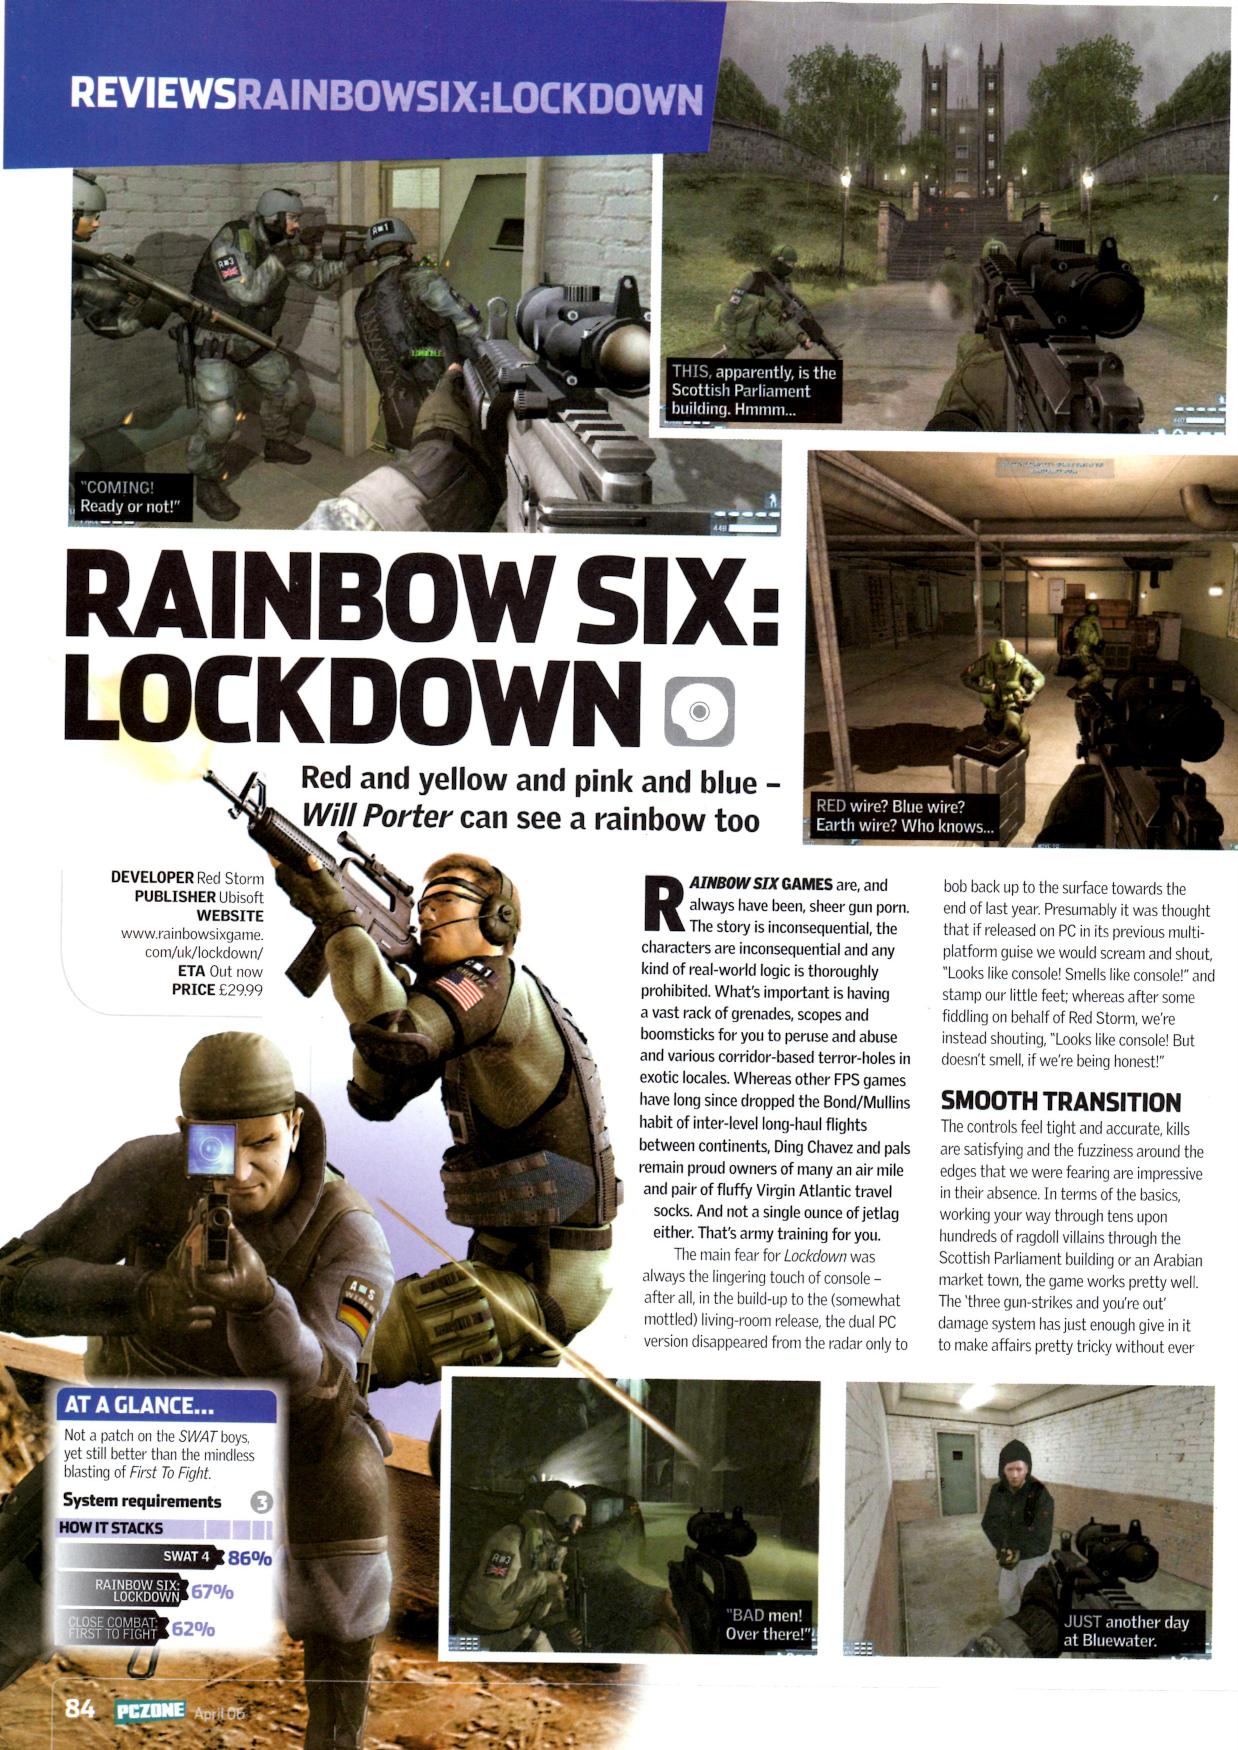 REVIEWSRAINBOWSIX:LOCKDOWN
"COMING!
Ready or not!"
THIS, apparently, is the
Scottish Parliament
building. Hmmm...
RED wire? Blue wire?
Earth wire? Who knows...
RAINBOW SIX:
LOCKDOWN
Red and yellow and pink and blue –
Will Porter can see a rainbow too
DEVELOPER Red Storm
PUBLISHER Ubisoft
WEBSITE
www.rainbowsixgame.
com/uk/lockdown/
ETA Out now
PRICE £29.99
RAINBOW SIX GAMES are, and
always have been, sheer gun porn.
The story is inconsequential, the
characters are inconsequential and any
kind of real-world logic is thoroughly
prohibited. What's important is having
a vast rack of grenades, scopes and
boomsticks for you to peruse and abuse
and various corridor-based terror-holes in
exotic locales. Whereas other FPS games
have long since dropped the Bond/Mullins
habit of inter-level long-haul flights
between continents, Ding Chavez and pals
remain proud owners of many an air mile
and pair of fluffy Virgin Atlantic travel
socks. And not a single ounce of jetlag
either. That's army training for you.
The main fear for Lockdown was
always the lingering touch of console –
after all, in the build-up to the (somewhat
mottled) living-room release, the dual PC
version disappeared from the radar only to
bob back up to the surface towards the
end of last year. Presumably it was thought
that if released on PC in its previous multi-
platform guise we would scream and shout,
"Looks like console! Smells like console!" and
stamp our little feet; whereas after some
fiddling on behalf of Red Storm, we're
instead shouting, "Looks like console! But
doesn't smell, if we're being honest!"
SMOOTH TRANSITION
The controls feel tight and accurate, kills
are satisfying and the fuzziness around the
edges that we were fearing are impressive
in their absence. In terms of the basics,
working your way through tens upon
hundreds of ragdoll villains through the
Scottish Parliament building or an Arabian
market town, the game works pretty well.
The 'three gun-strikes and you're out'
damage system has just enough give in it
to make affairs pretty tricky without ever
AT A GLANCE...
Not a patch on the SWAT boys,
yet still better than the mindless
blasting of First To Fight.
System requirements 3
HOW IT STACKS
SWAT 4 86%
RAINBOW SIX:
LOCKDOWN 67%
CLOSE COMBAT:
FIRST TO FIGHT 62%
"BAD men!
Over there!"
JUST another day
at Bluewater.
84 PCZONE April 06